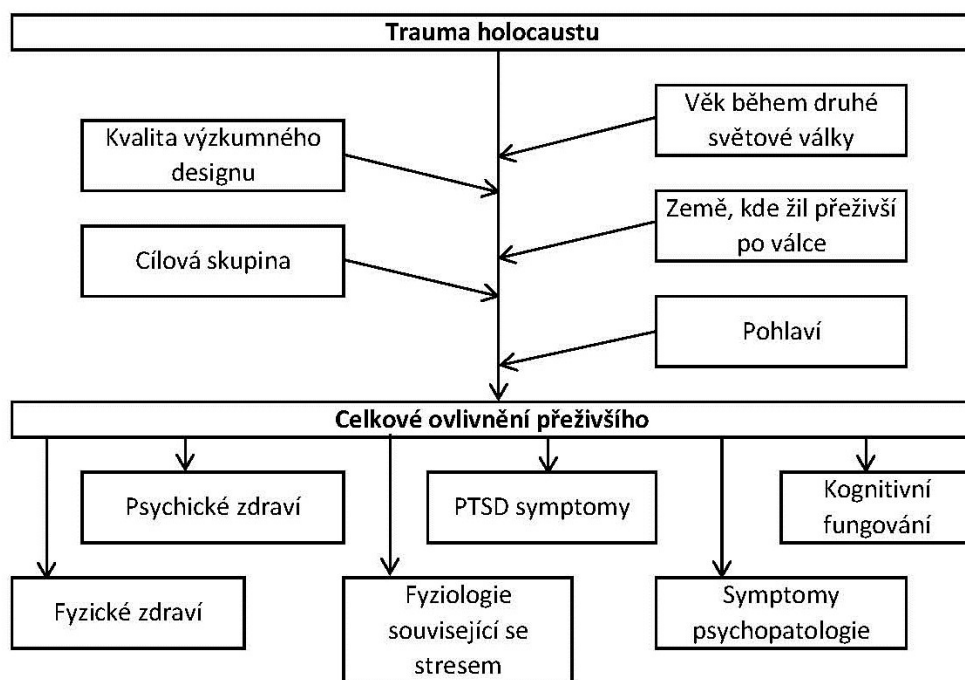 Trauma holocaustu
Věk během druhé
světové války
Kvalita výzkumného
designu
Země, kde žil přeživší
po válce
Cílová skupina
Pohlaví
Celkové ovlivnění přeživšího
Psychické zdraví
PTSD symptomy
Kognitivní
fungování
Fyzické zdraví
Fyziologie
související se
stresem
Symptomy
psychopatologie